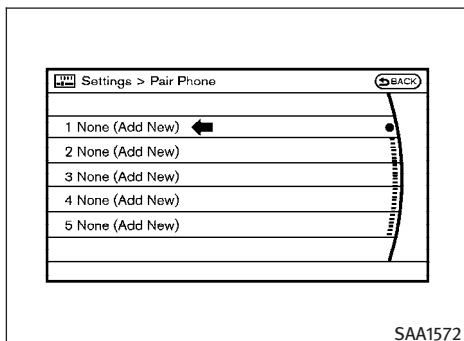 Settings > Pair Phone
BACK
1 None (Add New)
2 None (Add New)
3 None (Add New)
4 None (Add New)
5 None (Add New)
SAA1572